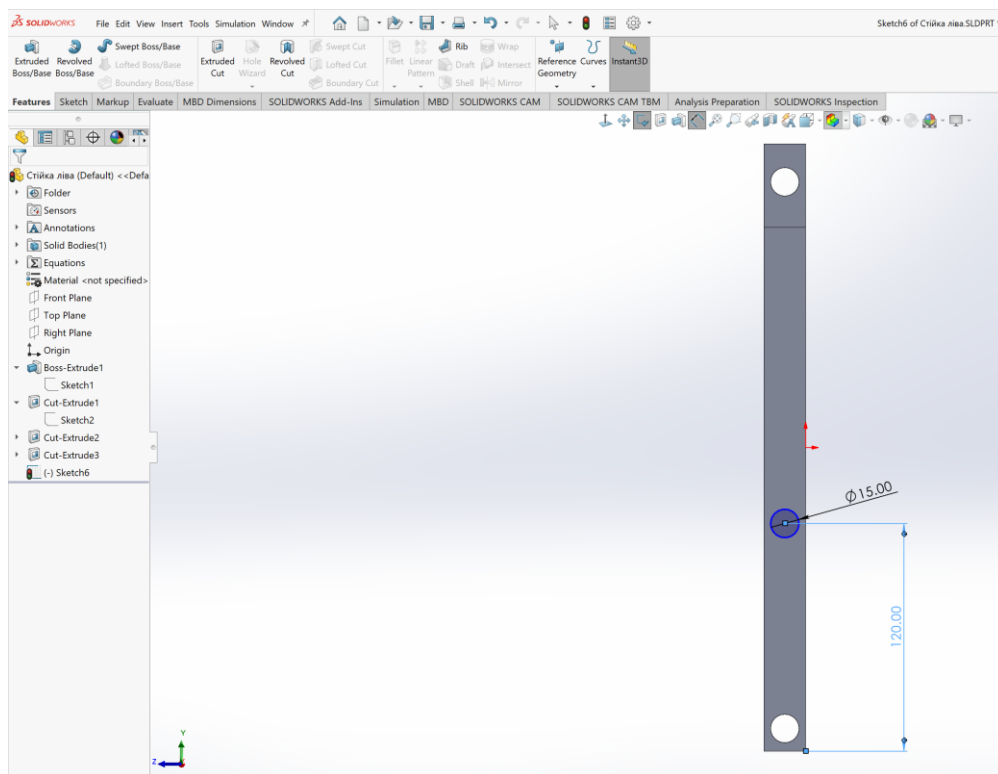 SOLIDWORKS File Edit View Insert Tools Simulation Window Sketch6 of Стійка ліва.SLDPRT
Extruded Boss/Base
Revolved Boss/Base
Swept Boss/Base
Lofted Boss/Base
Boundary Boss/Base
Extruded Cut
Hole Wizard
Revolved Cut
Swept Cut
Lofted Cut
Boundary Cut
Fillet
Linear Pattern
Rib
Draft
Shell
Wrap
Intersect
Mirror
Reference Geometry
Curves
Instant3D
Features Sketch Markup Evaluate MBD Dimensions SOLIDWORKS Add-Ins Simulation MBD SOLIDWORKS CAM SOLIDWORKS CAM TBM Analysis Preparation SOLIDWORKS Inspection
Стійка ліва (Default) <<Defa
Folder
Sensors
Annotations
Solid Bodies(1)
Equations
Material <not specified>
Front Plane
Top Plane
Right Plane
Origin
Boss-Extrude1
Sketch1
Cut-Extrude1
Sketch2
Cut-Extrude2
Cut-Extrude3
(-) Sketch6
∅15.00
120.00
Y
Z